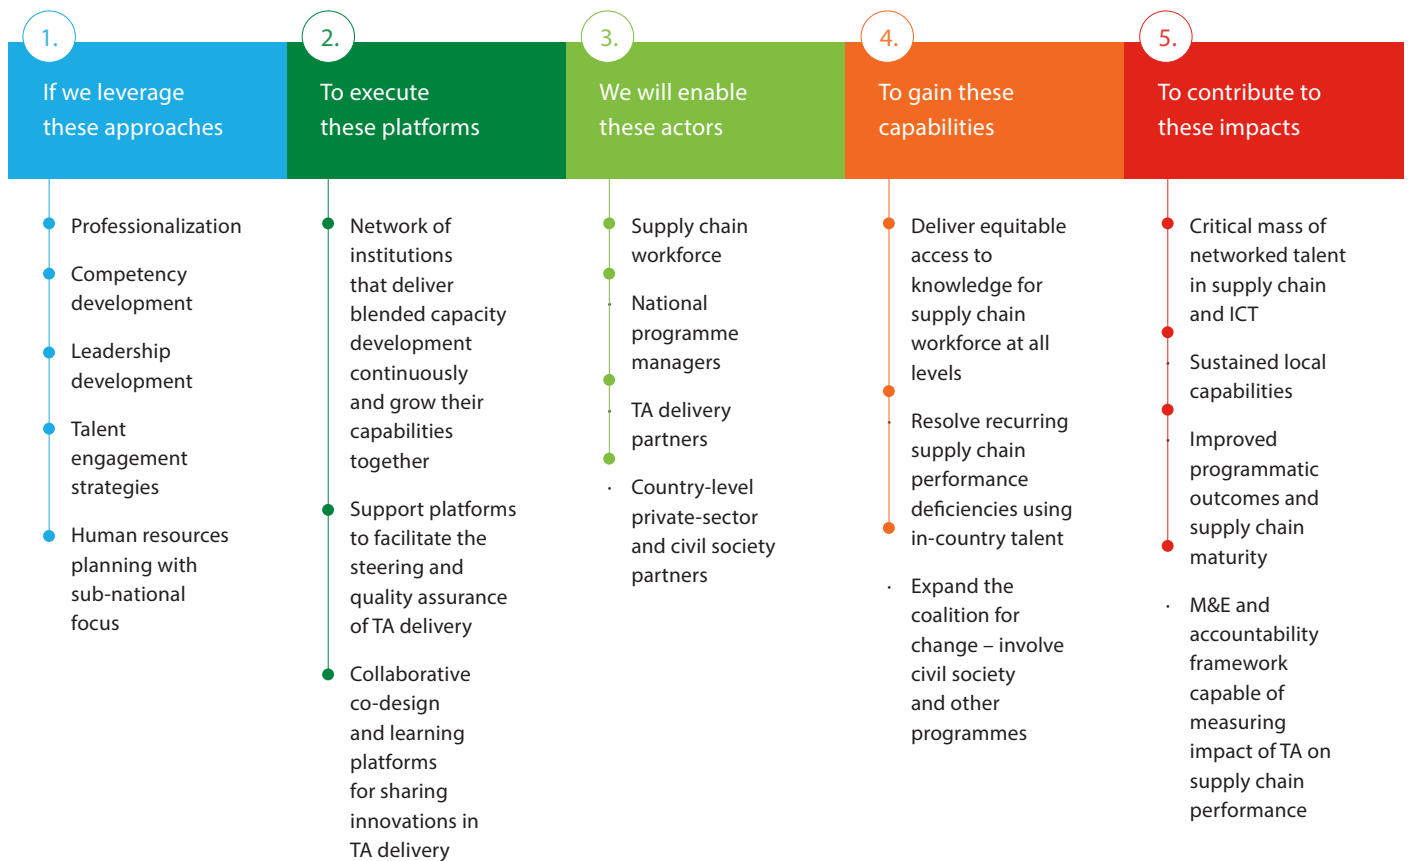 1.
If we leverage
these approaches
Professionalization
Competency
development
Leadership
development
Talent
engagement
strategies
Human resources
planning with
sub-national
focus
2.
To execute
these platforms
Network of
institutions
that deliver
blended capacity
development
continuously
and grow their
capabilities
together
Support platforms
to facilitate the
steering and
quality assurance
of TA delivery
Collaborative
co-design
and learning
platforms
for sharing
innovations in
TA delivery
3.
We will enable
these actors
Supply chain
workforce
· National
programme
managers
· TA delivery
partners
· Country-level
private-sector
and civil society
partners
4.
To gain these
capabilities
Deliver equitable
access to
knowledge for
supply chain
workforce at all
levels
· Resolve recurring
supply chain
performance
deficiencies using
in-country talent
· Expand the
coalition for
change – involve
civil society
and other
programmes
5.
To contribute to
these impacts
Critical mass of
networked talent
in supply chain
and ICT
· Sustained local
capabilities
· Improved
programmatic
outcomes and
supply chain
maturity
· M&E and
accountability
framework
capable of
measuring
impact of TA on
supply chain
performance